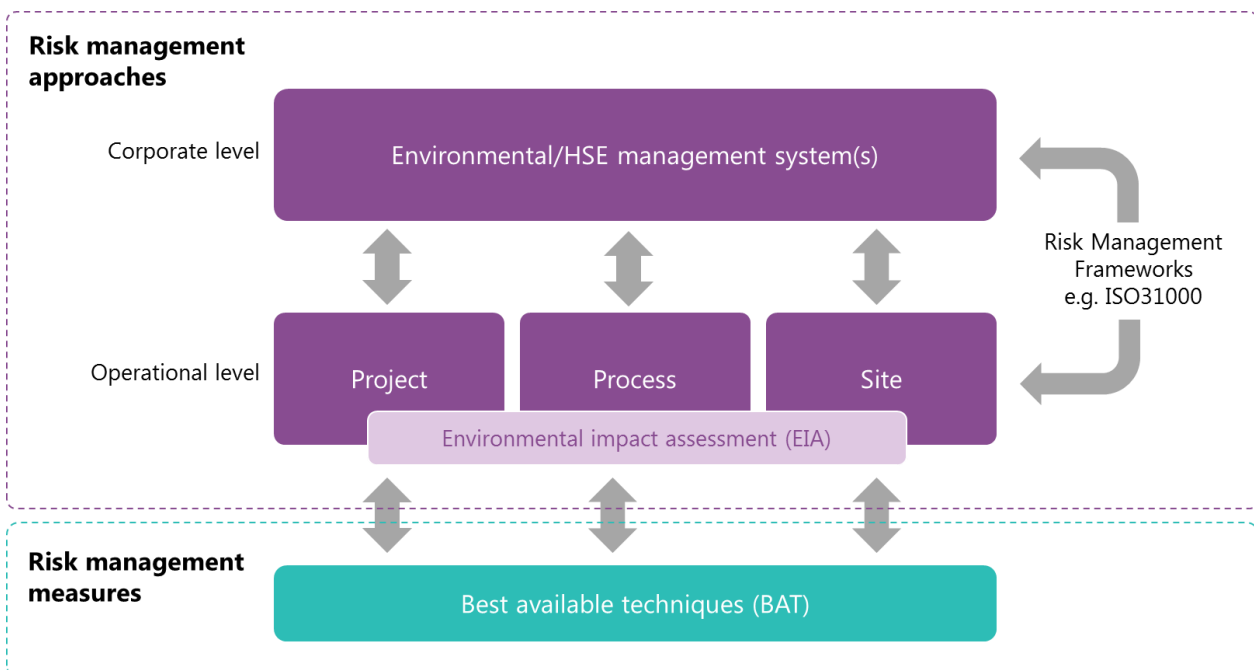 Risk management
approaches
Corporate level
Environmental/HSE management system(s)
Risk Management
Frameworks
e.g. ISO31000
Operational level
Project
Process
Site
Environmental impact assessment (EIA)
Risk management
measures
Best available techniques (BAT)